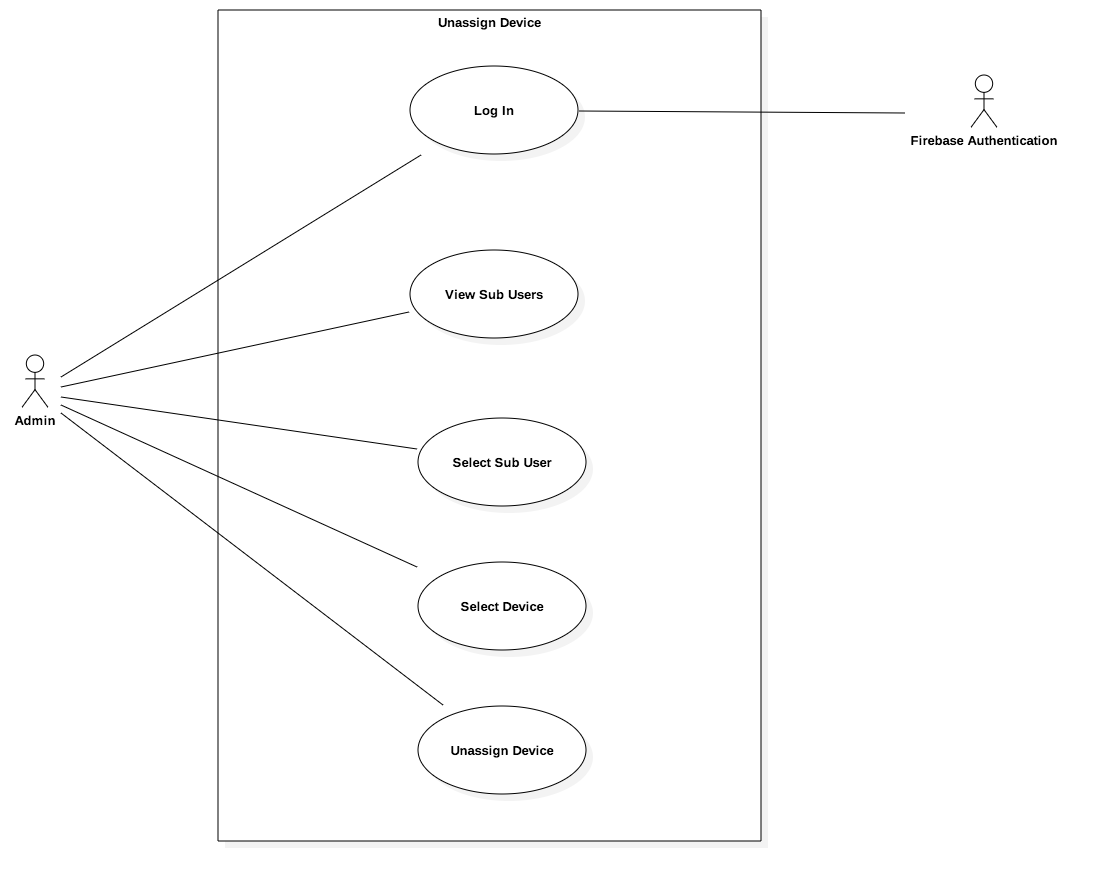 Unassign Device
Log In
Firebase Authentication
View Sub Users
Admin
Select Sub User
Select Device
Unassign Device